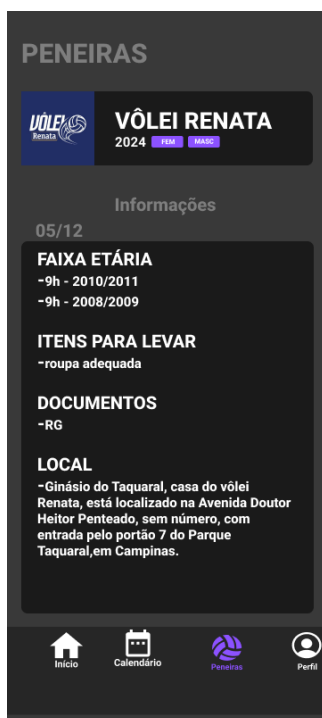 PENEIRAS
VÔLEI
Renata
VÔLEI RENATA
2024 FEM MASC
Informações
05/12
FAIXA ETÁRIA
-9h - 2010/2011
-9h - 2008/2009
ITENS PARA LEVAR
-roupa adequada
DOCUMENTOS
-RG
LOCAL
-Ginásio do Taquaral, casa do vôlei
Renata, está localizado na Avenida Doutor
Heitor Penteado, sem número, com
entrada pelo portão 7 do Parque
Taquaral,em Campinas.
Início Calendário Peneiras Perfil